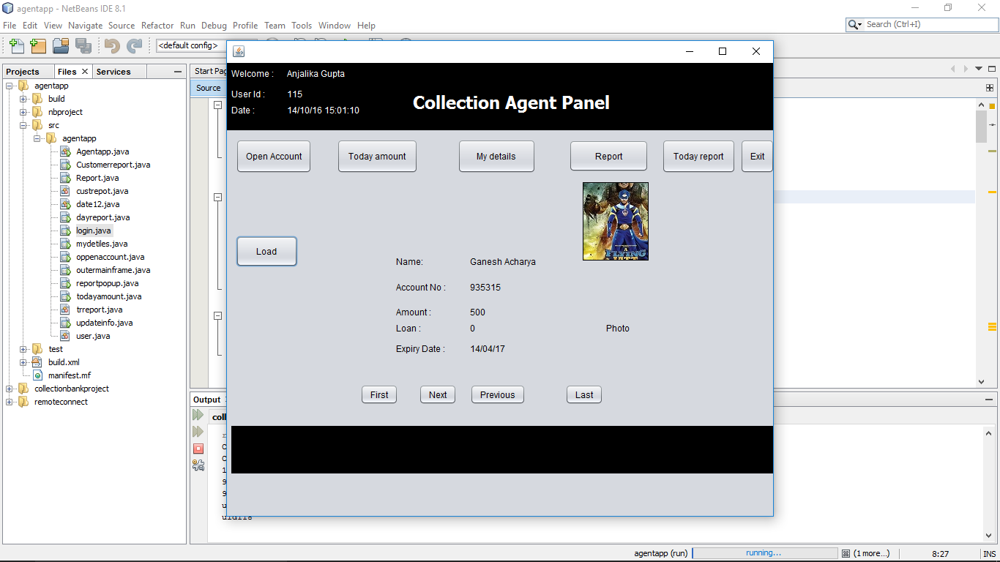 agentapp - NetBeans IDE 8.1
File Edit View Navigate Source Refactor Run Debug Profile Team Tools Window Help
Search (Ctrl+I)
<default config>
Projects Files Services
agentapp
build
nbproject
src
agentapp
Agentapp.java
Customerreport.java
Report.java
custrepot.java
date12.java
dayreport.java
login.java
mydetiles.java
oppenaccount.java
outermainframe.java
reportpopup.java
todayamount.java
trreport.java
updateinfo.java
user.java
test
build.xml
manifest.mf
collectionbankproject
remoteconnect
Start Pag
Source
Welcome : Anjalika Gupta
User Id : 115
Date : 14/10/16 15:01:10
Collection Agent Panel
Open Account Today amount My details Report Today report Exit
A FLYING JATT
Load
Name: Ganesh Acharya
Account No : 935315
Amount : 500
Loan : 0 Photo
Expiry Date : 14/04/17
First Next Previous Last
Output
coll
agentapp (run) running... (1 more...) 8:27 INS